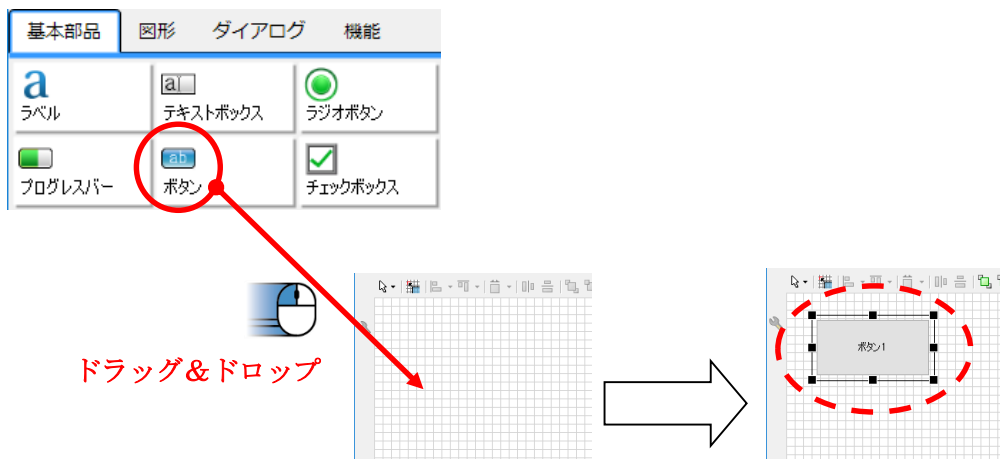 基本部品 図形 ダイアログ 機能
a a ラベル テキストボックス ラジオボタン
ab
プログレスバー ボタン チェックボックス
ドラッグ＆ドロップ
ボタン1